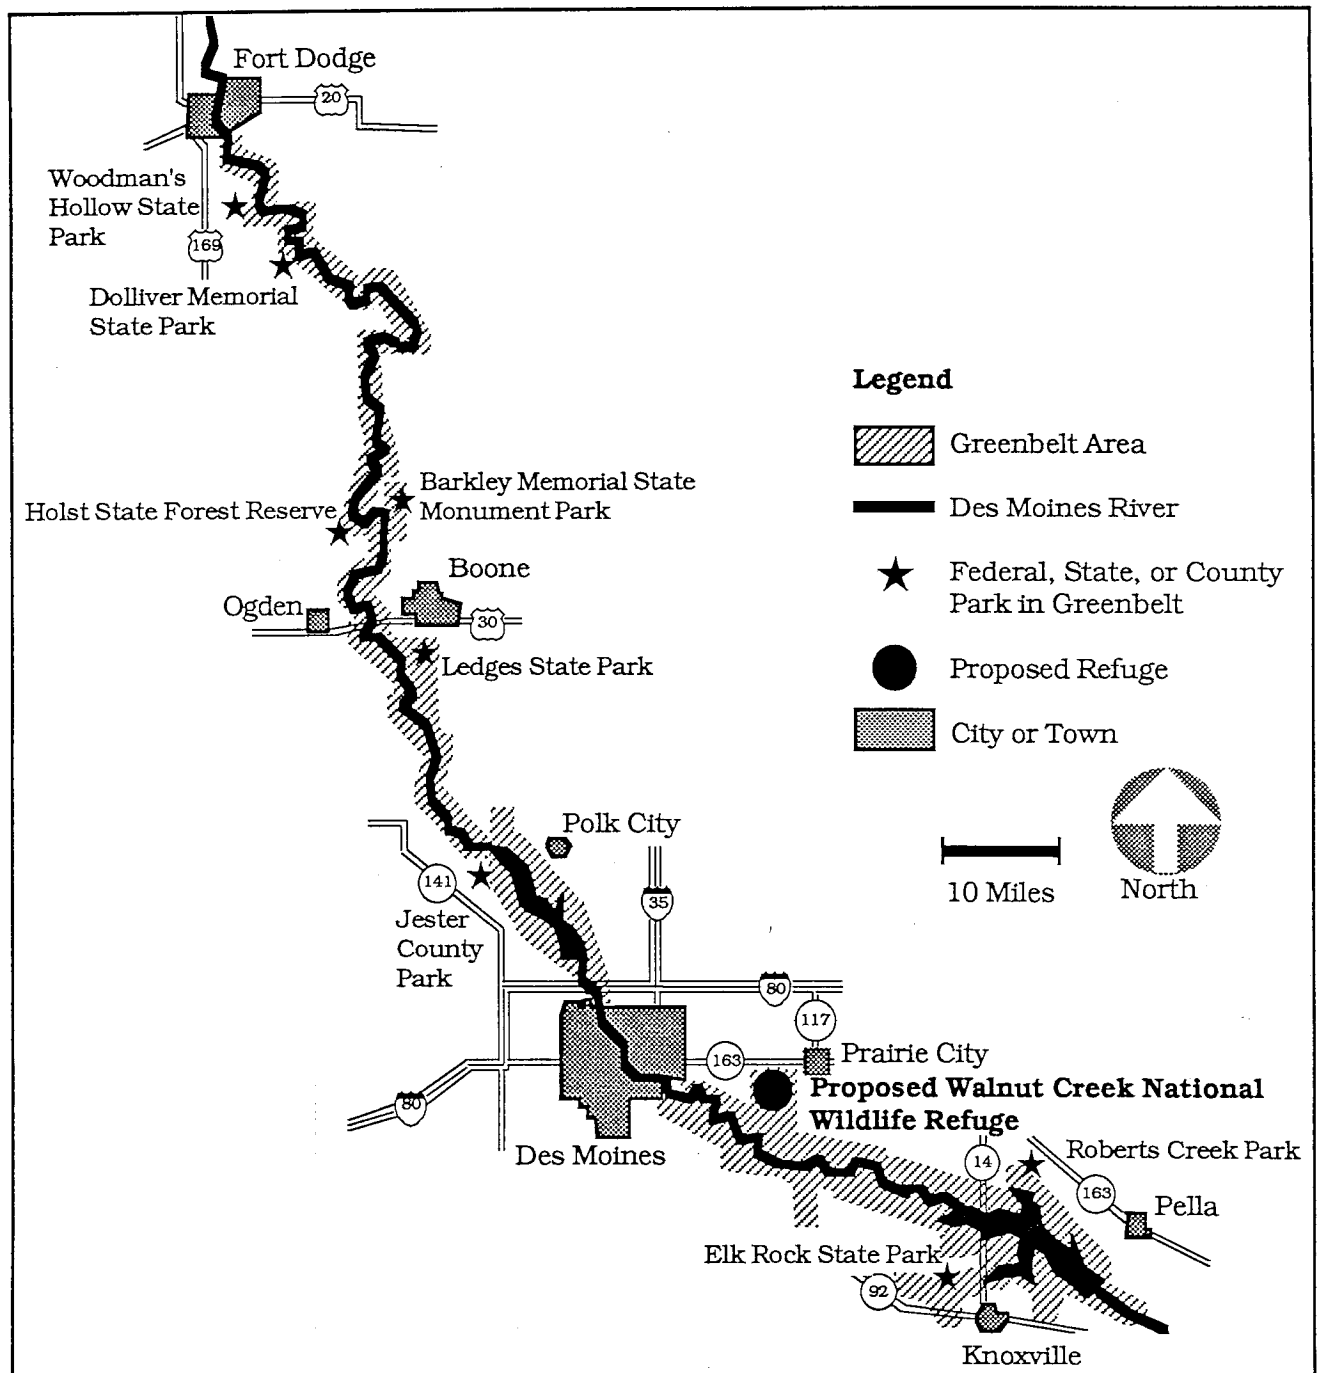 Fort Dodge
20
Woodman's
Hollow State
Park
169
Dolliver Memorial
State Park
Legend
Greenbelt Area
Des Moines River
Federal, State, or County
Park in Greenbelt
Proposed Refuge
City or Town
Barkley Memorial State
Monument Park
Holst State Forest Reserve
Boone
Ogden
30
Ledges State Park
Polk City
141
35
Jester
County
Park
10 Miles
North
80
117
163
Prairie City
80
Proposed Walnut Creek National
Wildlife Refuge
Des Moines
14
Roberts Creek Park
163
Pella
Elk Rock State Park
92
Knoxville